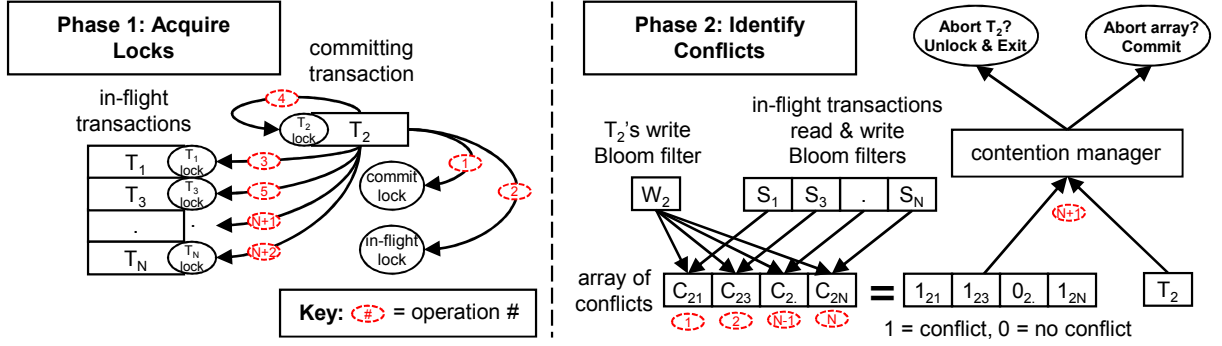 Phase 1: Acquire
Locks
committing
transaction
in-flight
transactions
4
T2
lock
T2
T1
T1
lock
3
1
T3
T3
lock
5
commit
lock
2
.
.
N+1
TN
TN
lock
N+2
in-flight
lock
Key: # = operation #
Phase 2: Identify
Conflicts
Abort T2?
Unlock & Exit
Abort array?
Commit
T2's write
Bloom filter
in-flight transactions
read & write
Bloom filters
contention manager
W2
S1 S3 . SN
N+1
array of
conflicts
C21 C23 C2. C2N = 121 123 02. 12N
T2
1 2 N-1 N
1 = conflict, 0 = no conflict